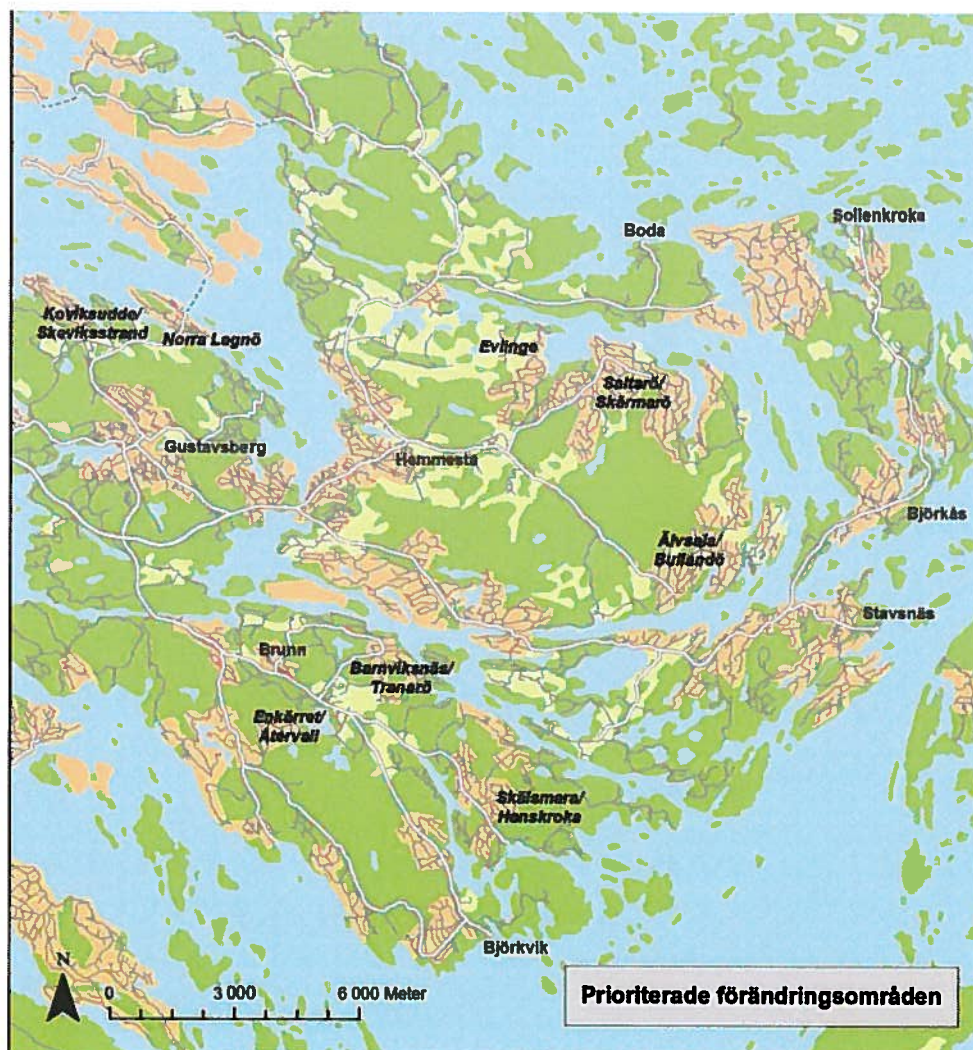 Boda
Sollenkroka
Koviksudde/
Skeviksstrand
Norra Lagnö
Evlinge
Saltarö/
Skärmarö
Gustavsberg
Hemmesta
Björkås
Älvsala/
Bullandö
Stavsnäs
Brunn
Barnviksnäs/
Tranarö
Enkärret/
Återvall
Skälsmara/
Henskroka
Björkvik
N
0 3 000 6 000 Meter
Prioriterade förändringsområden